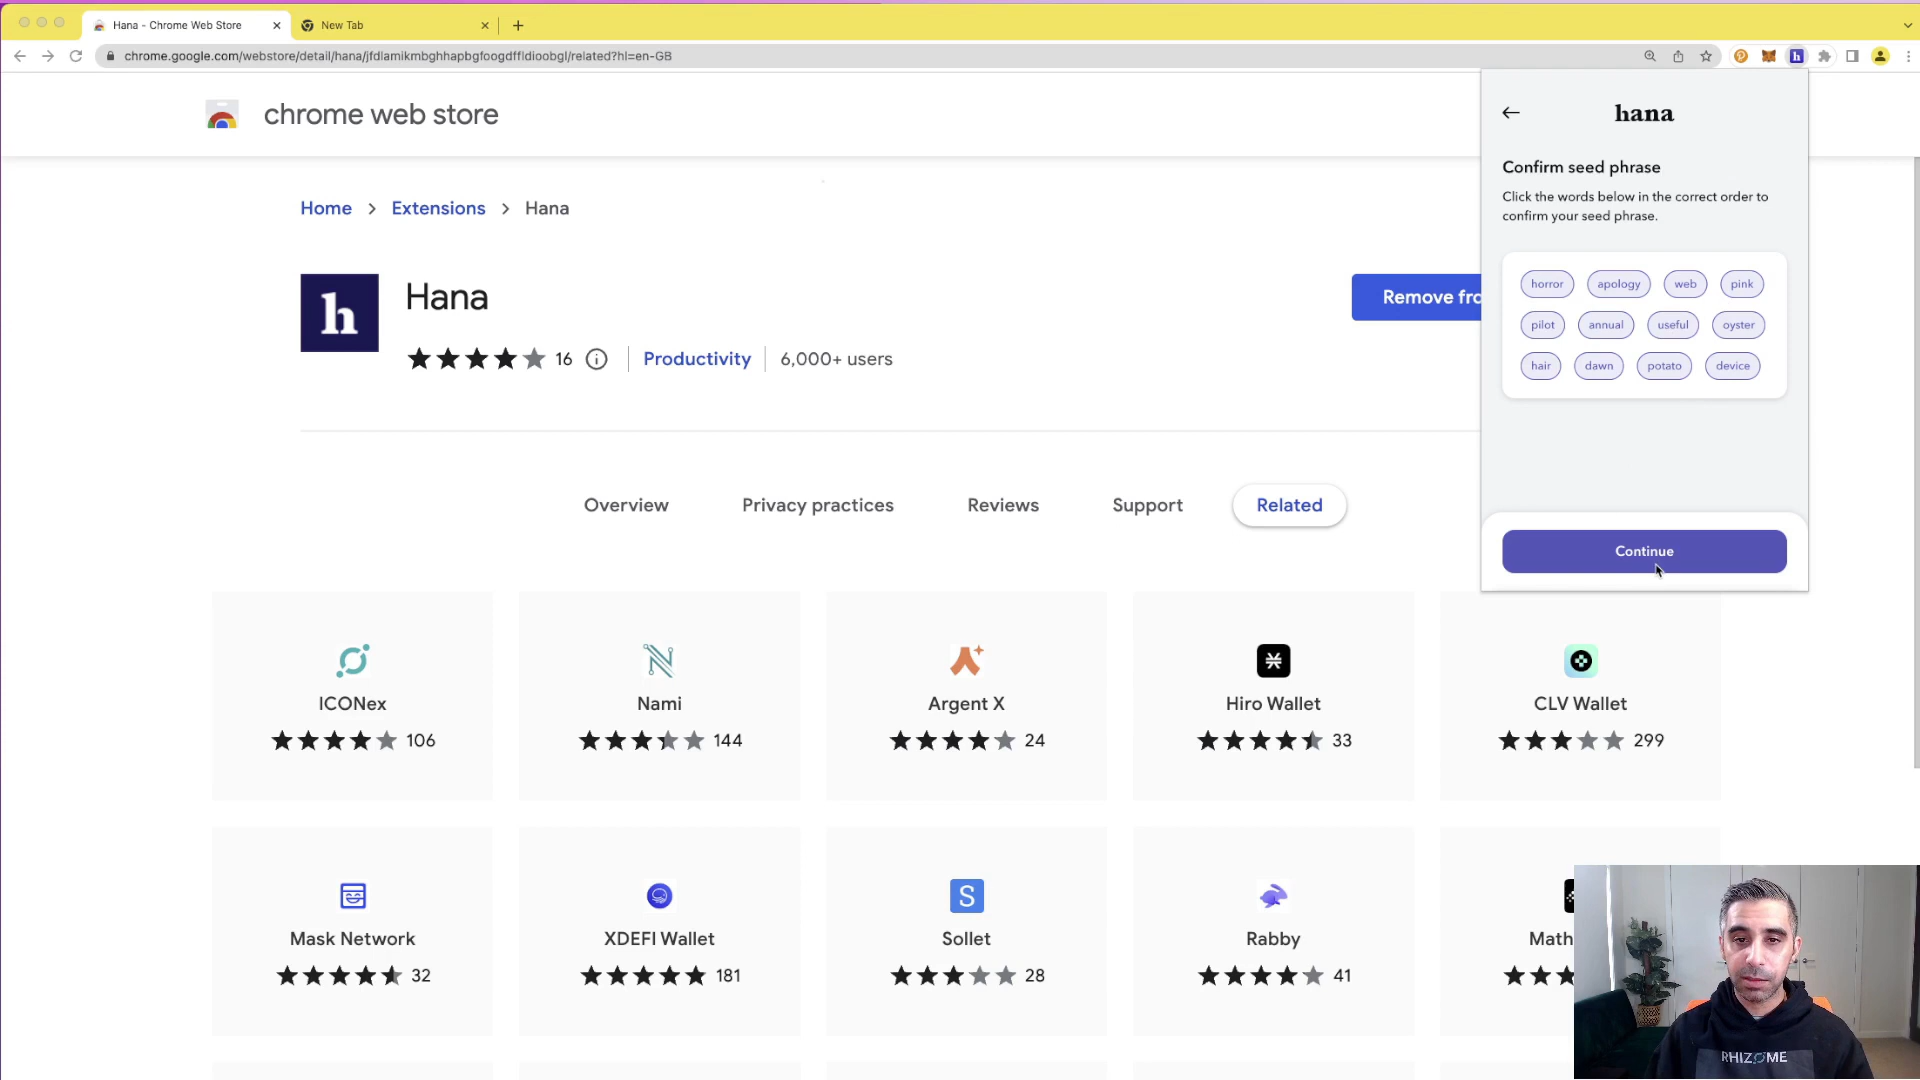 Hana - Chrome Web Store
New Tab
chrome.google.com/webstore/detail/hana/jfdlamikmbghhapbgfoogdffldioobgl/related?hl=en-GB
chrome web store
Home > Extensions > Hana
h
Hana
16
Productivity
6,000+ users
Remove fro
Overview
Privacy practices
Reviews
Support
Related
hana
Confirm seed phrase
Click the words below in the correct order to
confirm your seed phrase.
horror apology web pink
pilot annual useful oyster
hair dawn potato device
Continue
ICONex
106
Nami
144
Argent X
24
Hiro Wallet
33
CLV Wallet
299
Mask Network
32
XDEFI Wallet
181
S
Sollet
28
Rabby
41
Math
RHIZOME